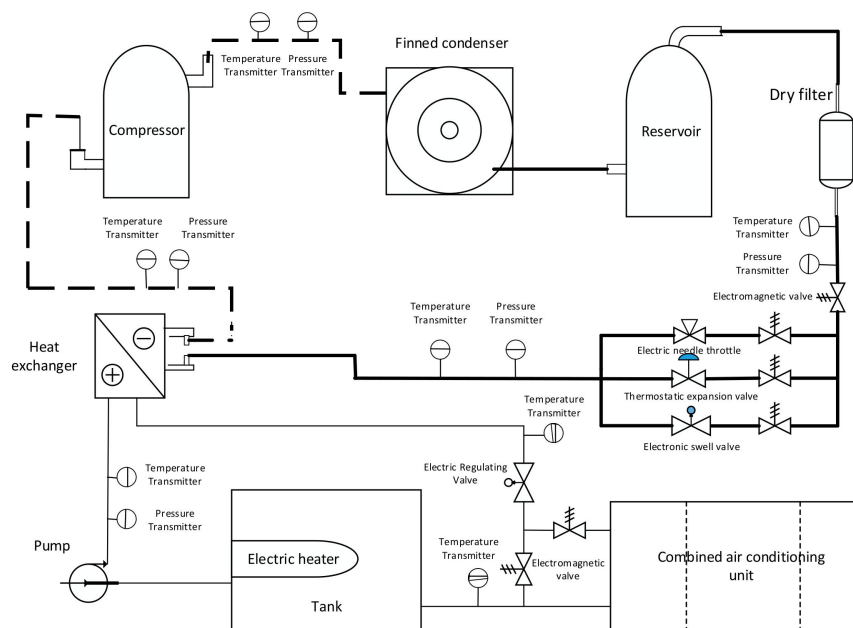 Temperature
Transmitter
Pressure
Transmitter
Finned condenser
Compressor
Reservoir
Dry filter
Temperature
Transmitter
Pressure
Transmitter
Temperature
Transmitter
Pressure
Transmitter
Electromagnetic valve
Heat
exchanger
Temperature
Transmitter
Pressure
Transmitter
Electric needle throttle
Thermostatic expansion valve
Electronic swell valve
Temperature
Transmitter
Temperature
Transmitter
Pressure
Transmitter
Electric Regulating
Valve
Pump
Electric heater
Tank
Temperature
Transmitter
Electromagnetic
valve
Combined air conditioning
unit